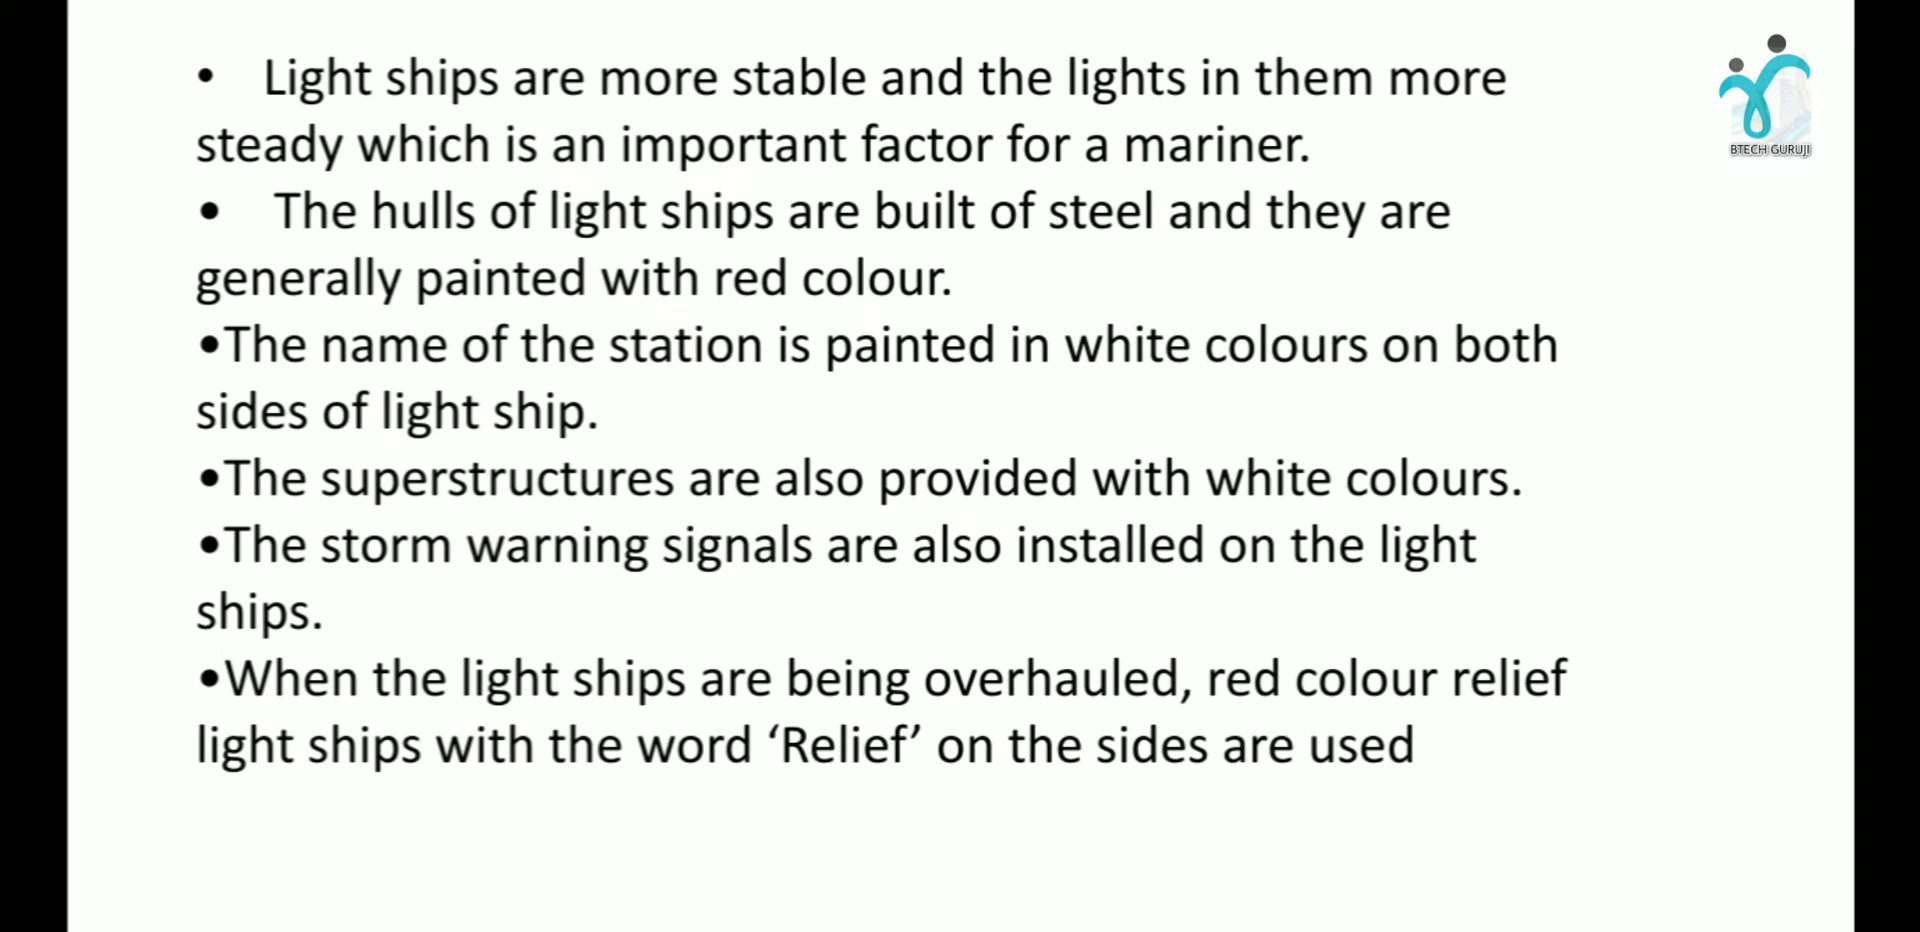 • Light ships are more stable and the lights in them more
steady which is an important factor for a mariner.
• The hulls of light ships are built of steel and they are
generally painted with red colour.
•The name of the station is painted in white colours on both
sides of light ship.
•The superstructures are also provided with white colours.
•The storm warning signals are also installed on the light
ships.
•When the light ships are being overhauled, red colour relief
light ships with the word ‘Relief’ on the sides are used
BTECH GURUJI